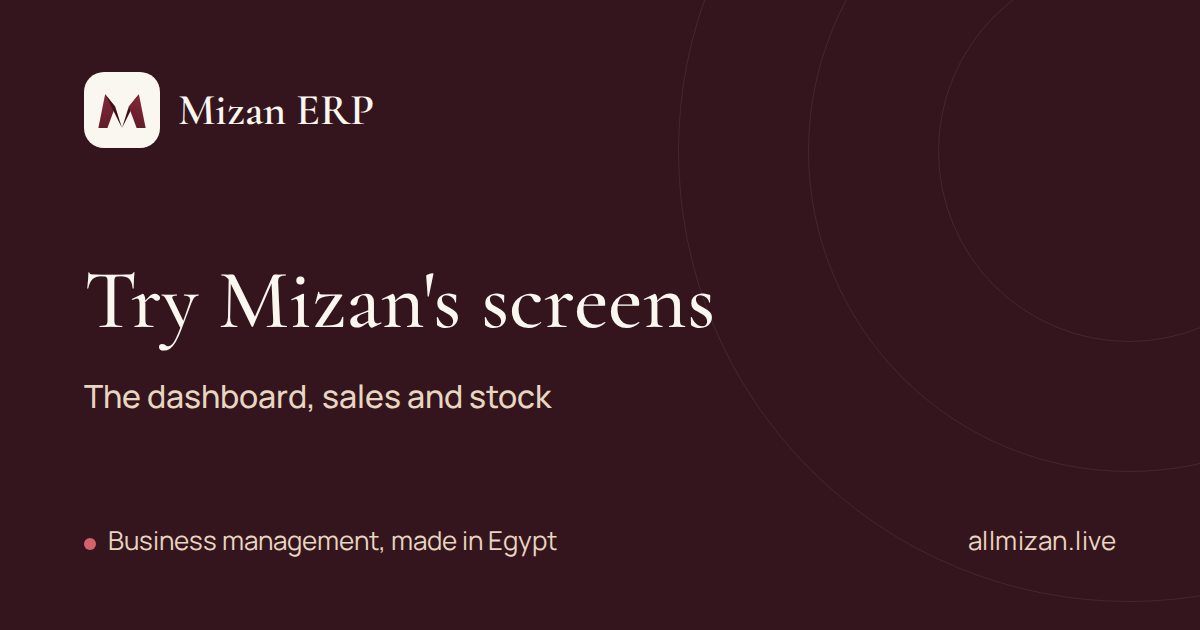 Mizan ERP
Try Mizan's screens
The dashboard, sales and stock
Business management, made in Egypt
allmizan.live